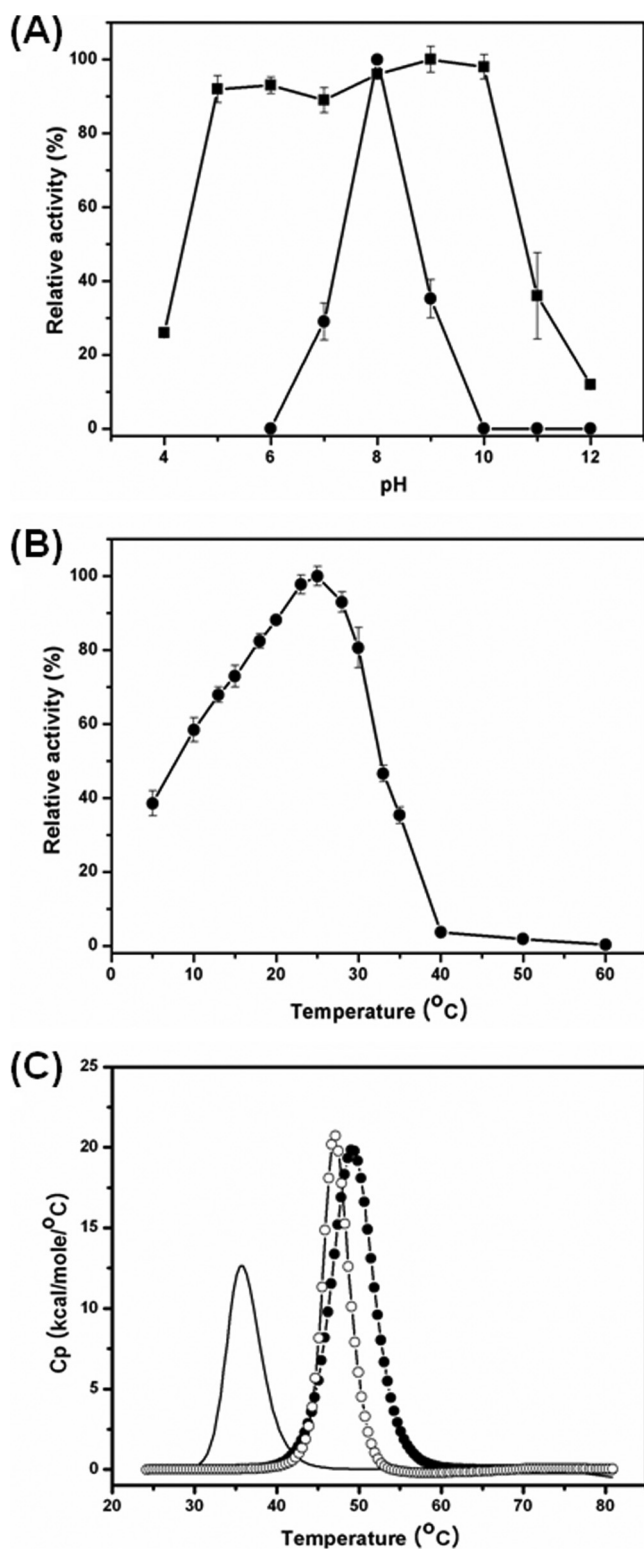 (A)
Relative activity (%)
100
80
60
40
20
0
4 6 8 10 12
pH
(B)
Relative activity (%)
100
80
60
40
20
0
0 10 20 30 40 50 60
Temperature (°C)
(C)
Cp (kcal/mole/°C)
25
20
15
10
5
0
20 30 40 50 60 70 80
Temperature (°C)